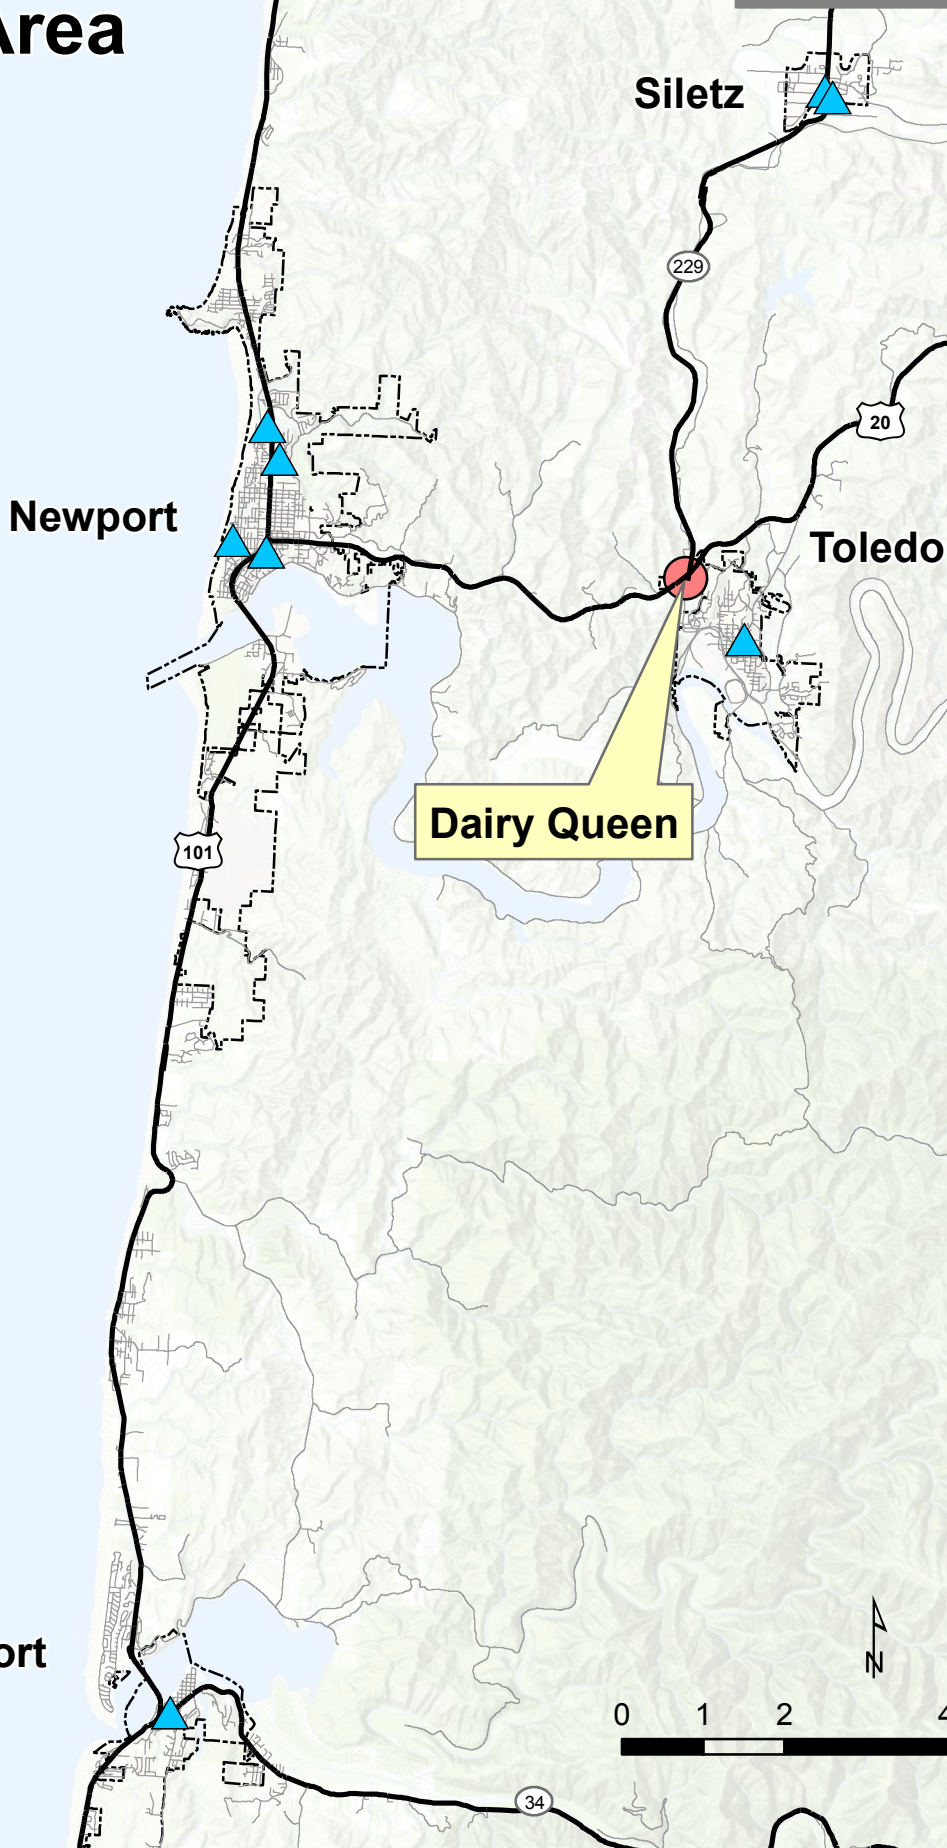 Area
Siletz
229
20
Newport
Toledo
Dairy Queen
101
ort
N
0 1 2 4
34